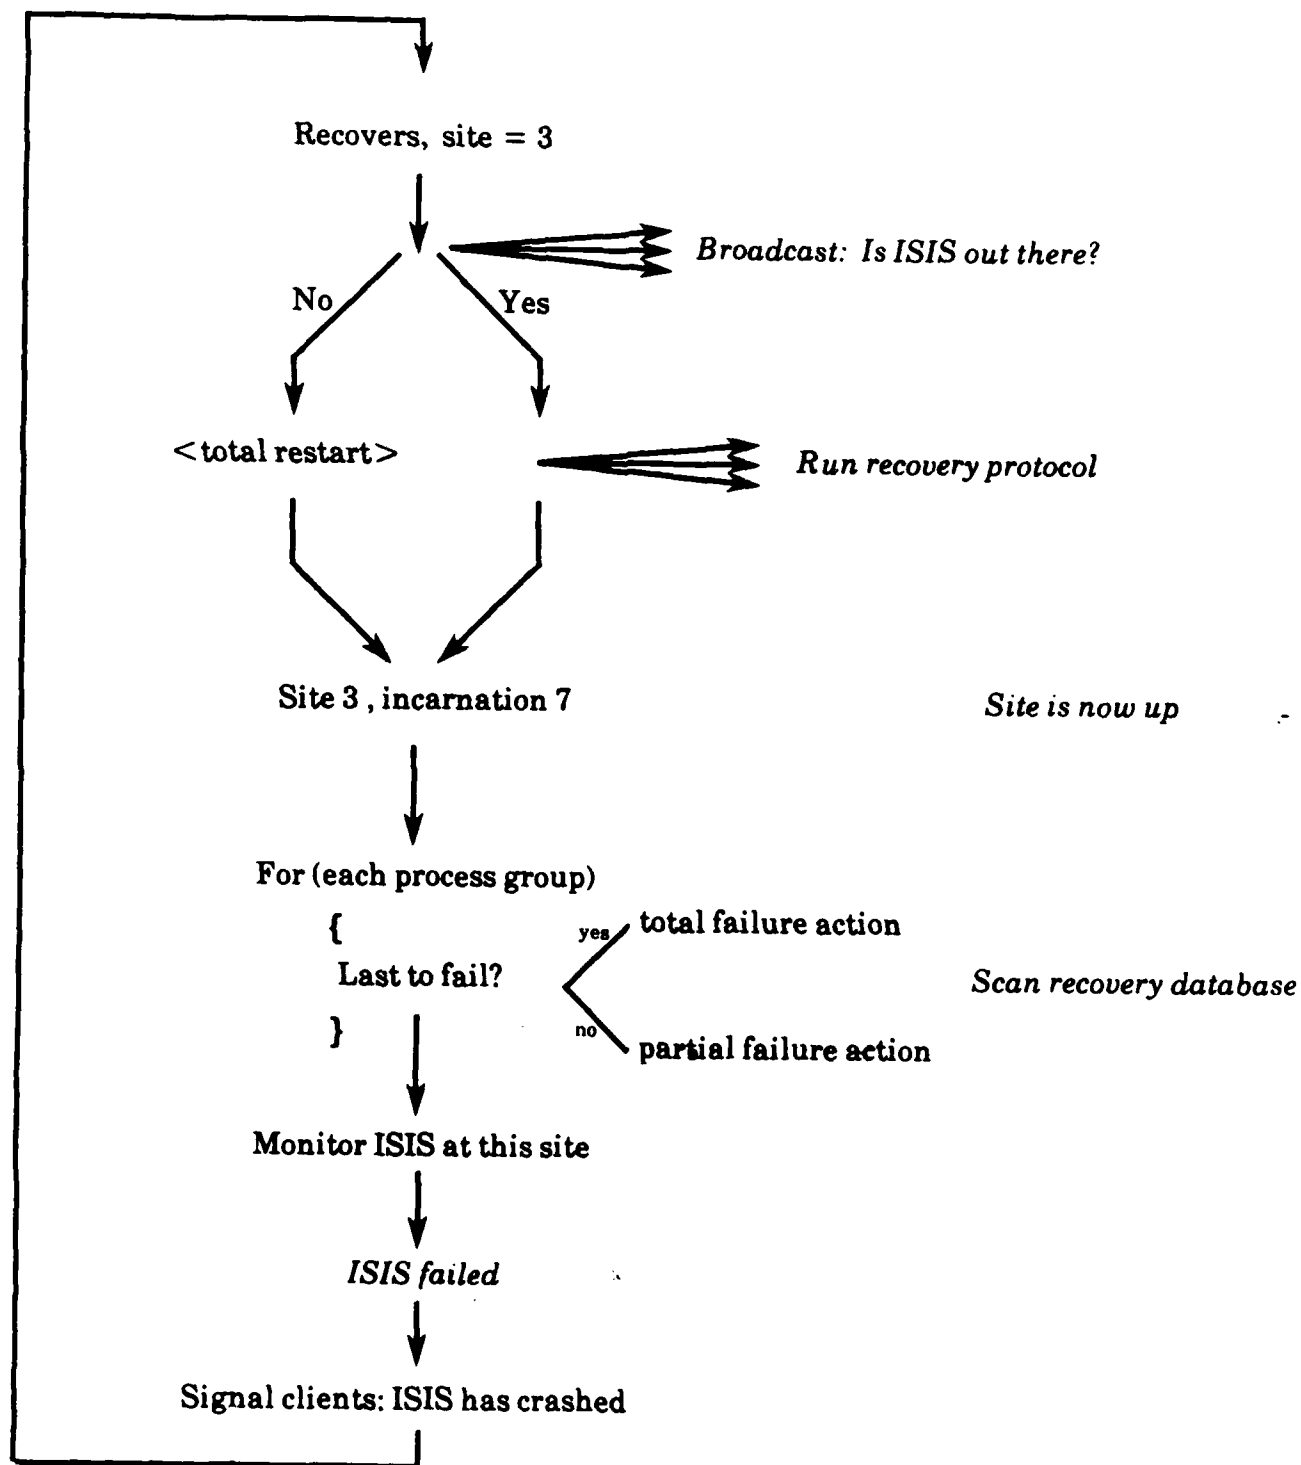 Recovers, site = 3
Broadcast: Is ISIS out there?
No
Yes
<total restart>
Run recovery protocol
Site 3 , incarnation 7
Site is now up
For (each process group)
{
yes
total failure action
Last to fail?
Scan recovery database
}
no
partial failure action
Monitor ISIS at this site
ISIS failed
Signal clients: ISIS has crashed